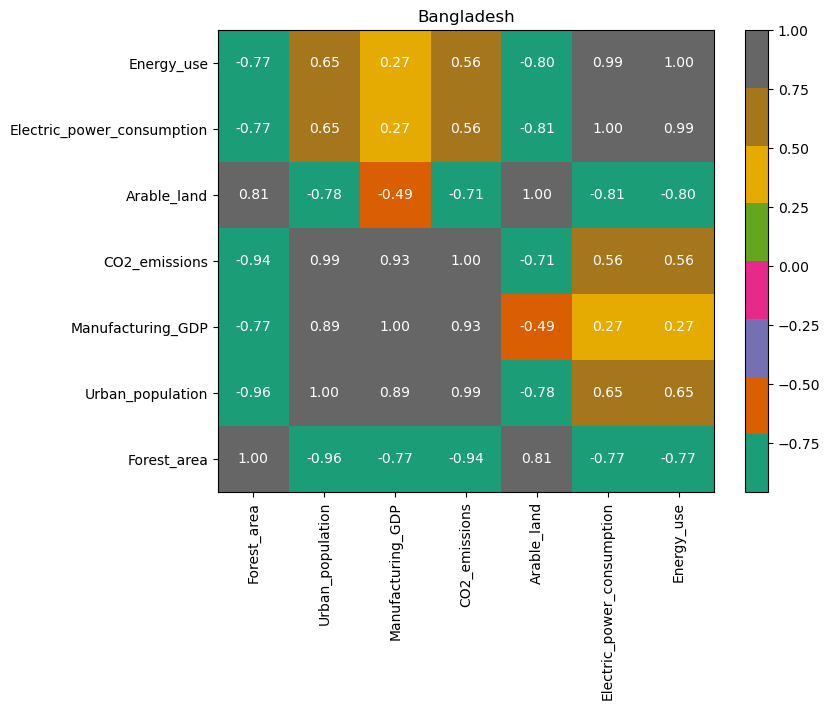 Bangladesh
Energy_use -0.77 0.65 0.27 0.56 -0.80 0.99 1.00
Electric_power_consumption -0.77 0.65 0.27 0.56 -0.81 1.00 0.99
Arable_land 0.81 -0.78 -0.49 -0.71 1.00 -0.81 -0.80
CO2_emissions -0.94 0.99 0.93 1.00 -0.71 0.56 0.56
Manufacturing_GDP -0.77 0.89 1.00 0.93 -0.49 0.27 0.27
Urban_population -0.96 1.00 0.89 0.99 -0.78 0.65 0.65
Forest_area 1.00 -0.96 -0.77 -0.94 0.81 -0.77 -0.77
Forest_area
Urban_population
Manufacturing_GDP
CO2_emissions
Arable_land
Electric_power_consumption
Energy_use
1.00
0.75
0.50
0.25
0.00
−0.25
−0.50
−0.75